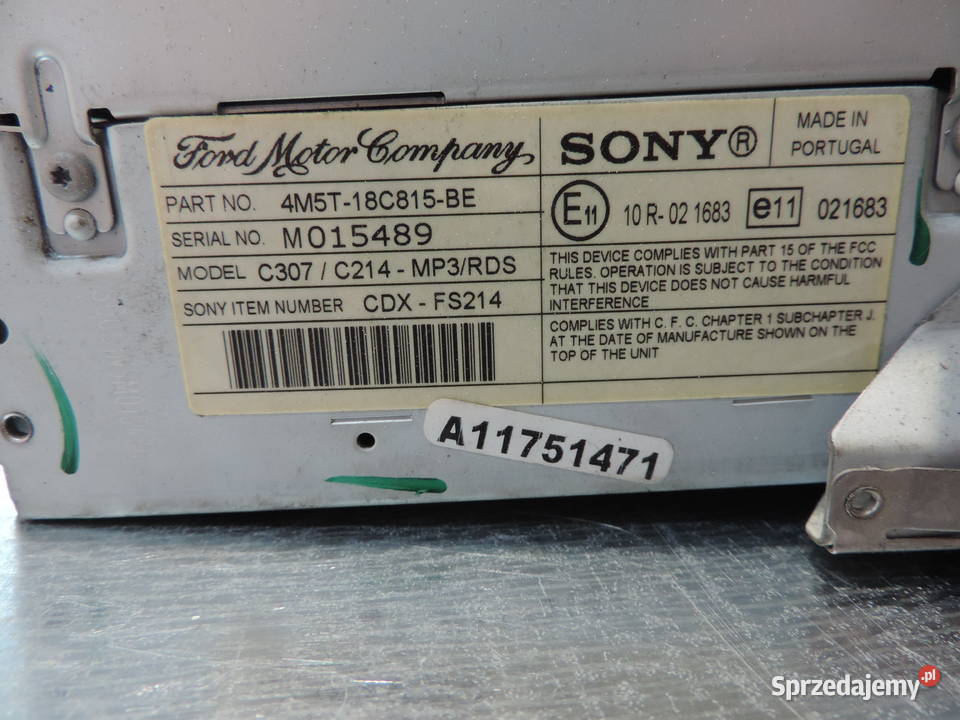 Ford Motor Company
PART NO. 4M5T-18C815-BE
SERIAL NO. M015489
MODEL C307 / C214 - MP3/RDS
SONY ITEM NUMBER CDX - FS214
SONY®
MADE IN
PORTUGAL
E11 10 R- 02 1683 e11 021683
THIS DEVICE COMPLIES WITH PART 15 OF THE FCC
RULES. OPERATION IS SUBJECT TO THE CONDITION
THAT THIS DEVICE DOES NOT CAUSE HARMFUL
INTERFERENCE
COMPLIES WITH C. F. C. CHAPTER 1 SUBCHAPTER J.
AT THE DATE OF MANUFACTURE SHOWN ON THE
TOP OF THE UNIT
A11751471
Sprzedajemy.pl